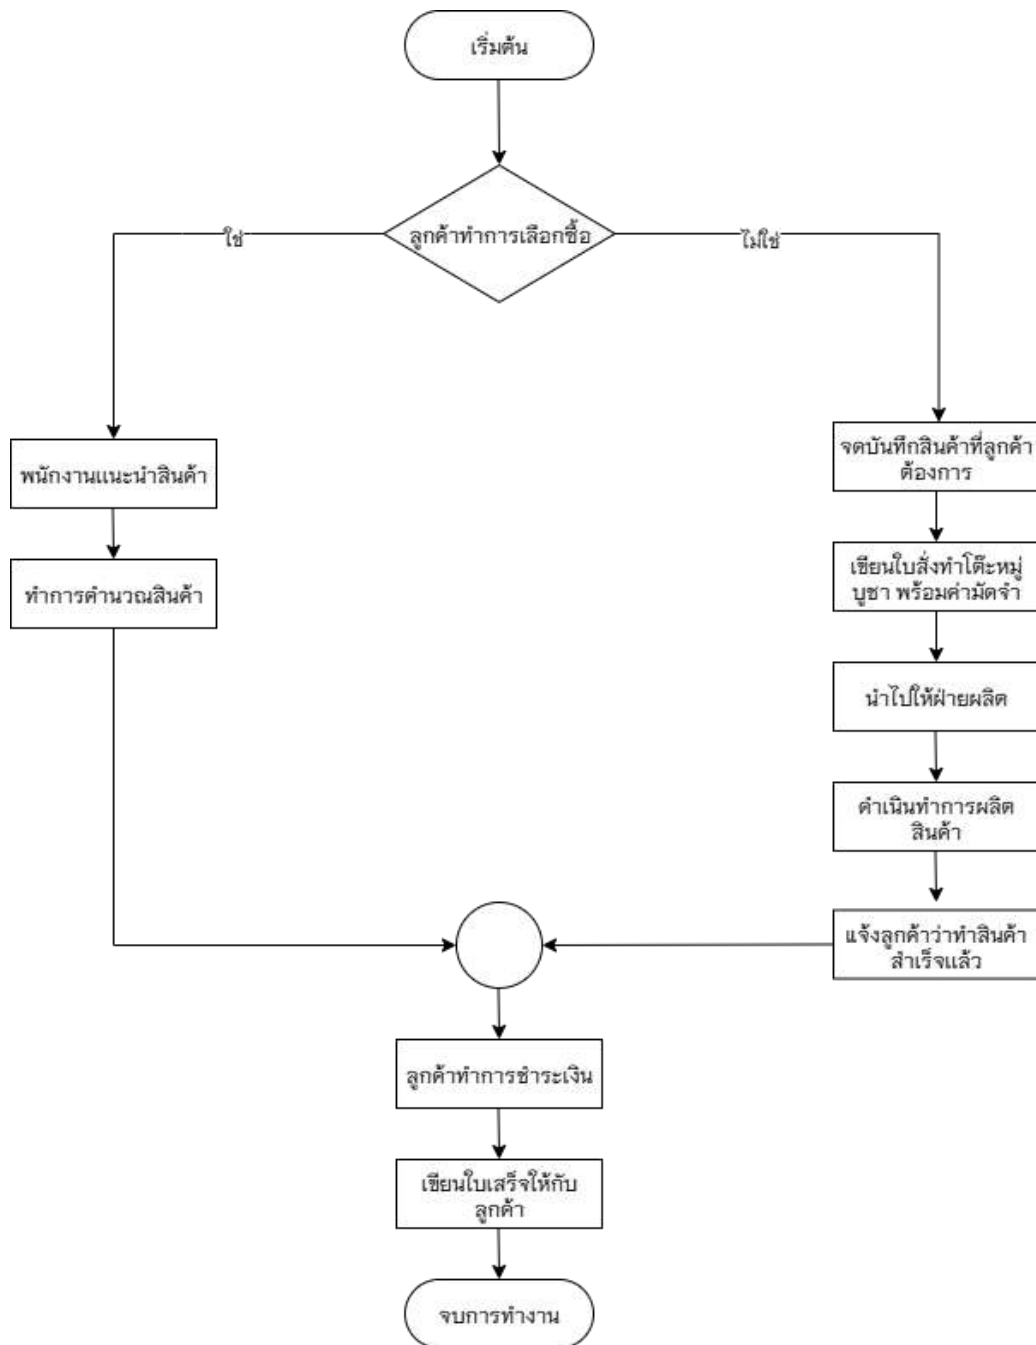 เริ่มต้น
ลูกค้าทำการเลือกซื้อ
ใช่
ไม่ใช่
พนักงานแนะนำสินค้า
ทำการคำนวณสินค้า
จดบันทึกสินค้าที่ลูกค้า
ต้องการ
เขียนใบสั่งทำโต๊ะหมู่
บูชา พร้อมค่ามัดจำ
นำไปให้ฝ่ายผลิต
ดำเนินทำการผลิต
สินค้า
แจ้งลูกค้าว่าทำสินค้า
สำเร็จแล้ว
ลูกค้าทำการชำระเงิน
เขียนใบเสร็จให้กับ
ลูกค้า
จบการทำงาน